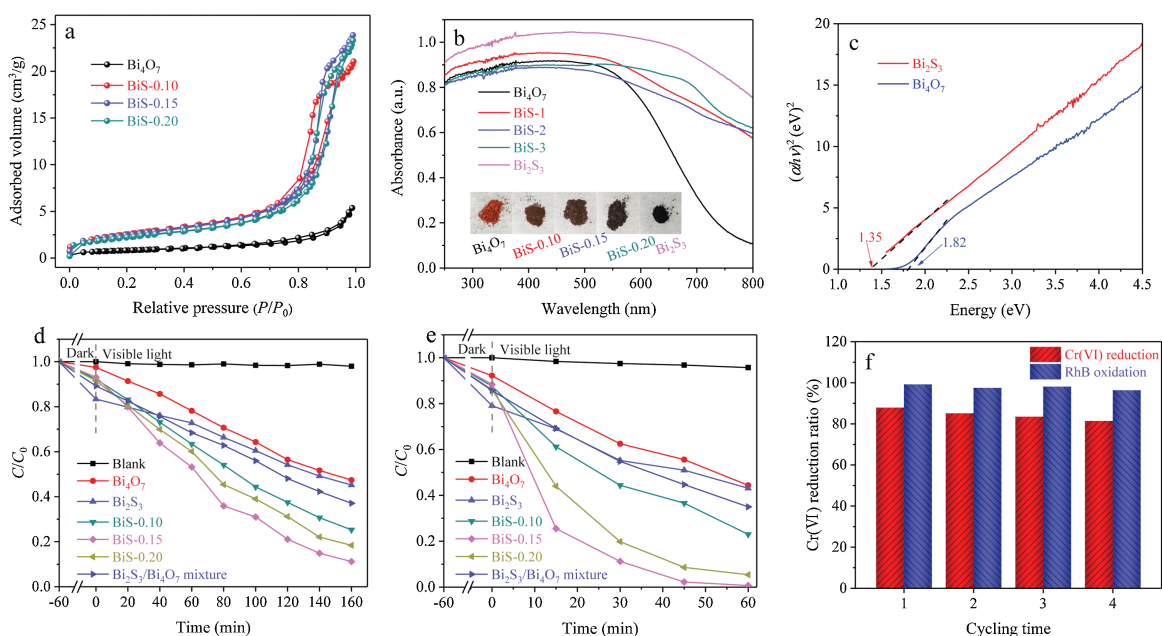 a
Adsorbed volume (cm³/g)
25
20
15
10
5
0
Bi₄O₇
BiS-0.10
BiS-0.15
BiS-0.20
0.0 0.2 0.4 0.6 0.8 1.0
Relative pressure (P/P₀)
b
Absorbance (a.u.)
1.0
0.8
0.6
0.4
0.2
0.0
Bi₄O₇
BiS-1
BiS-2
BiS-3
Bi₂S₃
Bi₄O₇ BiS-0.10 BiS-0.15 BiS-0.20 Bi₂S₃
300 400 500 600 700 800
Wavelength (nm)
c
(αhν)² (eV)²
20
15
10
5
0
Bi₂S₃
Bi₄O₇
1.35
1.82
1.0 1.5 2.0 2.5 3.0 3.5 4.0 4.5
Energy (eV)
d
C/C₀
1.0
0.8
0.6
0.4
0.2
0.0
Dark Visible light
Blank
Bi₄O₇
Bi₂S₃
BiS-0.10
BiS-0.15
BiS-0.20
Bi₂S₃/Bi₄O₇ mixture
-60 0 20 40 60 80 100 120 140 160
Time (min)
e
C/C₀
1.0
0.8
0.6
0.4
0.2
0.0
Dark Visible light
Blank
Bi₄O₇
Bi₂S₃
BiS-0.10
BiS-0.15
BiS-0.20
Bi₂S₃/Bi₄O₇ mixture
-60 0 10 20 30 40 50 60
Time (min)
f
Cr(VI) reduction ratio (%)
120
100
80
60
40
20
0
Cr(VI) reduction
RhB oxidation
1 2 3 4
Cycling time